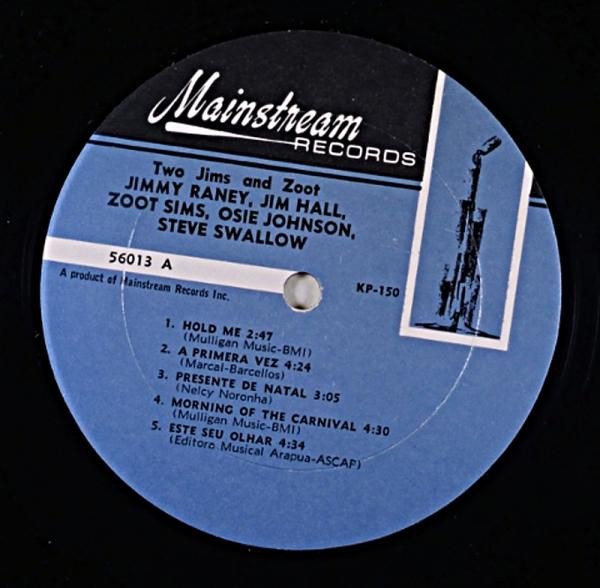 Mainstream
RECORDS
Two Jims and Zoot
JIMMY RANEY, JIM HALL,
ZOOT SIMS, OSIE JOHNSON,
STEVE SWALLOW
56013 A
A product of Mainstream Records Inc.
KP-150
1. HOLD ME 2:47
(Mulligan Music-BMI)
2. A PRIMERA VEZ 4:24
(Marcal-Barcellos)
3. PRESENTE DE NATAL 3:05
(Nelcy Noronha)
4. MORNING OF THE CARNIVAL 4:30
(Mulligan Music-BMI)
5. ESTE SEU OLHAR 4:34
(Editora Musical Arapua-ASCAP)